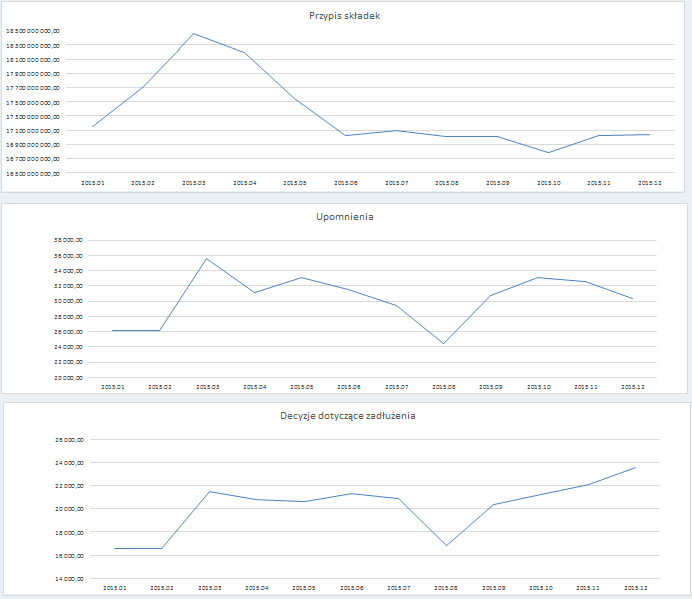 Przypis składek
18 500 000 000,00
18 300 000 000,00
18 100 000 000,00
17 900 000 000,00
17 700 000 000,00
17 500 000 000,00
17 300 000 000,00
17 100 000 000,00
16 900 000 000,00
16 700 000 000,00
16 500 000 000,00
2015.01 2015.02 2015.03 2015.04 2015.05 2015.06 2015.07 2015.08 2015.09 2015.10 2015.11 2015.12
Upomnienia
38 000,00
36 000,00
34 000,00
32 000,00
30 000,00
28 000,00
26 000,00
24 000,00
22 000,00
20 000,00
2015.01 2015.02 2015.03 2015.04 2015.05 2015.06 2015.07 2015.08 2015.09 2015.10 2015.11 2015.12
Decyzje dotyczące zadłużenia
26 000,00
24 000,00
22 000,00
20 000,00
18 000,00
16 000,00
14 000,00
2015.01 2015.02 2015.03 2015.04 2015.05 2015.06 2015.07 2015.08 2015.09 2015.10 2015.11 2015.12